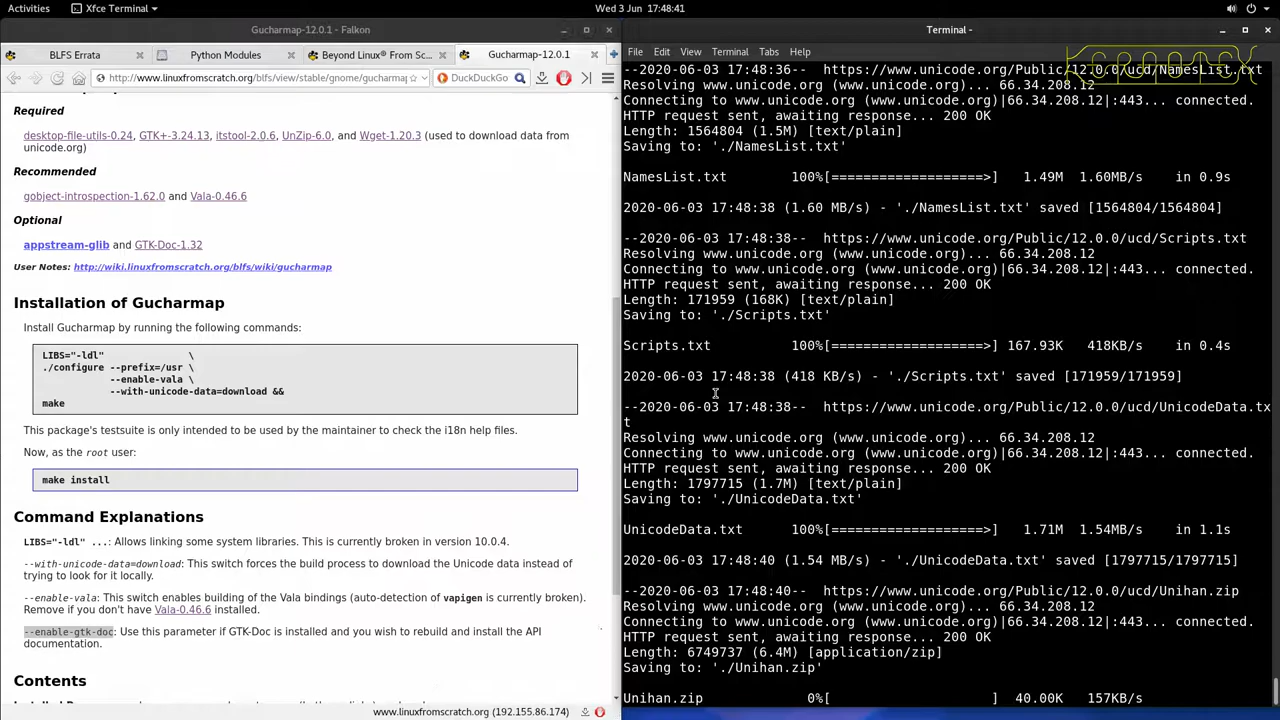 Activities
Xfce Terminal
Wed 3 Jun 17:48:41
Gucharmap-12.0.1 - Falkon
Terminal -
BLFS Errata
Python Modules
Beyond Linux® From Sc...
Gucharmap-12.0.1
File Edit View Terminal Tabs Help
http://www.linuxfromscratch.org/blfs/view/stable/gnome/gucharmap
DuckDuckGo
Required
desktop-file-utils-0.24, GTK+-3.24.13, itstool-2.0.6, UnZip-6.0, and Wget-1.20.3 (used to download data from
unicode.org)
Recommended
gobject-introspection-1.62.0 and Vala-0.46.6
Optional
appstream-glib and GTK-Doc-1.32
User Notes: http://wiki.linuxfromscratch.org/blfs/wiki/gucharmap
Installation of Gucharmap
Install Gucharmap by running the following commands:
LIBS="-ldl" \
./configure --prefix=/usr \
--enable-vala \
--with-unicode-data=download &&
make
This package's testsuite is only intended to be used by the maintainer to check the i18n help files.
Now, as the root user:
make install
Command Explanations
LIBS="-ldl" ...: Allows linking some system libraries. This is currently broken in version 10.0.4.
--with-unicode-data=download: This switch forces the build process to download the Unicode data instead of
trying to look for it locally.
--enable-vala: This switch enables building of the Vala bindings (auto-detection of vapigen is currently broken).
Remove if you don't have Vala-0.46.6 installed.
--enable-gtk-doc: Use this parameter if GTK-Doc is installed and you wish to rebuild and install the API
documentation.
Contents
www.linuxfromscratch.org (192.155.86.174)
--2020-06-03 17:48:36-- https://www.unicode.org/Public/12.0.0/ucd/NamesList.txt
Resolving www.unicode.org (www.unicode.org)... 66.34.208.12
Connecting to www.unicode.org (www.unicode.org)|66.34.208.12|:443... connected.
HTTP request sent, awaiting response... 200 OK
Length: 1564804 (1.5M) [text/plain]
Saving to: './NamesList.txt'
NamesList.txt 100%[===================>] 1.49M 1.60MB/s in 0.9s
2020-06-03 17:48:38 (1.60 MB/s) - './NamesList.txt' saved [1564804/1564804]
--2020-06-03 17:48:38-- https://www.unicode.org/Public/12.0.0/ucd/Scripts.txt
Resolving www.unicode.org (www.unicode.org)... 66.34.208.12
Connecting to www.unicode.org (www.unicode.org)|66.34.208.12|:443... connected.
HTTP request sent, awaiting response... 200 OK
Length: 171959 (168K) [text/plain]
Saving to: './Scripts.txt'
Scripts.txt 100%[===================>] 167.93K 418KB/s in 0.4s
2020-06-03 17:48:38 (418 KB/s) - './Scripts.txt' saved [171959/171959]
--2020-06-03 17:48:38-- https://www.unicode.org/Public/12.0.0/ucd/UnicodeData.tx
t
Resolving www.unicode.org (www.unicode.org)... 66.34.208.12
Connecting to www.unicode.org (www.unicode.org)|66.34.208.12|:443... connected.
HTTP request sent, awaiting response... 200 OK
Length: 1797715 (1.7M) [text/plain]
Saving to: './UnicodeData.txt'
UnicodeData.txt 100%[===================>] 1.71M 1.54MB/s in 1.1s
2020-06-03 17:48:40 (1.54 MB/s) - './UnicodeData.txt' saved [1797715/1797715]
--2020-06-03 17:48:40-- https://www.unicode.org/Public/12.0.0/ucd/Unihan.zip
Resolving www.unicode.org (www.unicode.org)... 66.34.208.12
Connecting to www.unicode.org (www.unicode.org)|66.34.208.12|:443... connected.
HTTP request sent, awaiting response... 200 OK
Length: 6749737 (6.4M) [application/zip]
Saving to: './Unihan.zip'
Unihan.zip 0%[ ] 40.00K 157KB/s